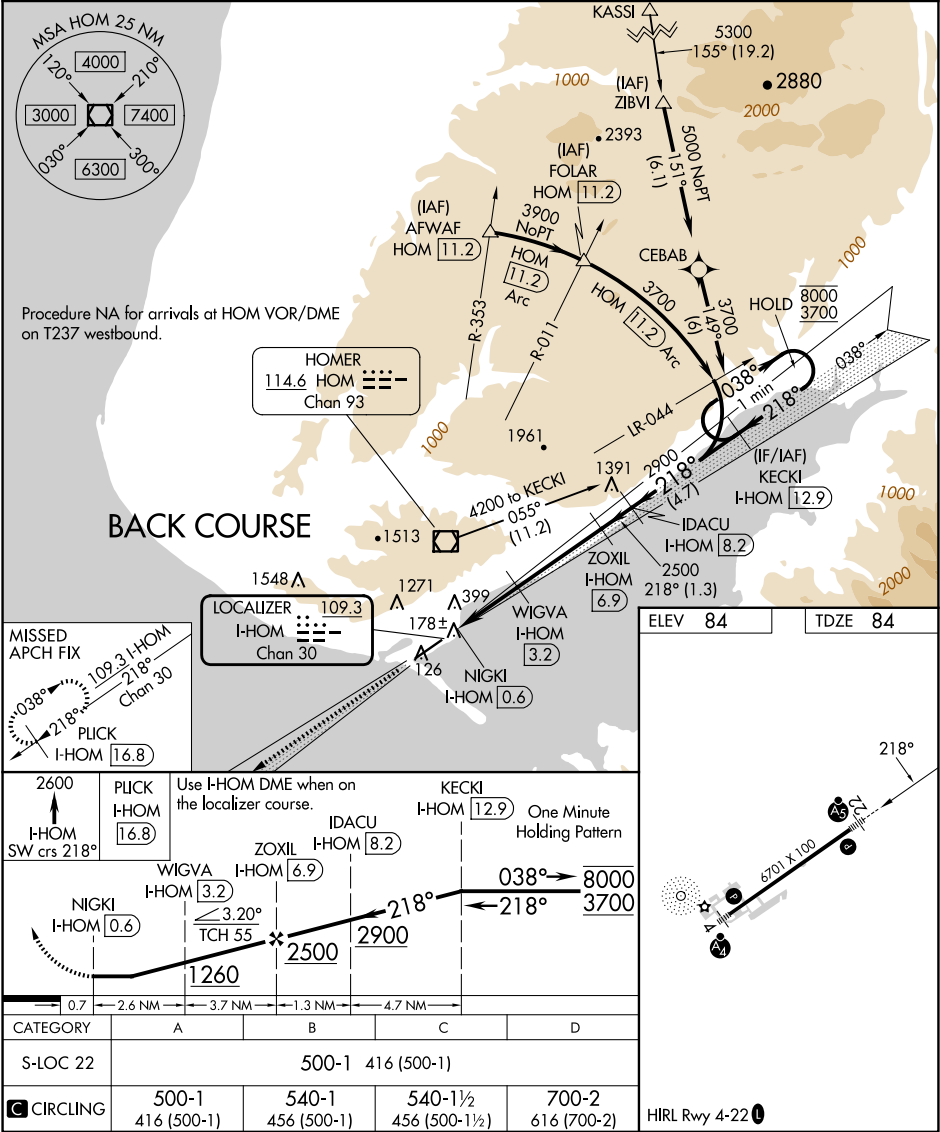 MSA HOM 25 NM
120°
4000
210°
3000
7400
030°
6300
300°
KASSI
5300
155° (19.2)
1000
(IAF)
ZIBVI
2880
2000
2393
5000 NoPT
151°
(6.1)
(IAF)
FOLAR
HOM 11.2
(IAF)
AFWAF
HOM 11.2
3900
NoPT
HOM
11.2
Arc
CEBAB
1000
HOM 11.2 Arc
3700
(6)
3700
149°
HOLD 8000
3700
Procedure NA for arrivals at HOM VOR/DME
on T237 westbound.
R-353
R-011
HOMER
114.6 HOM
Chan 93
038°
038°
1 min
218°
LR-044
1000
1961
2900
218°
(4.7)
(IF/IAF)
KECKI
I-HOM 12.9
1391
4200 to KECKI
055°
(11.2)
1000
BACK COURSE
1513
IDACU
I-HOM 8.2
ZOXIL
I-HOM
6.9
2500
218° (1.3)
2000
1548
1271
399
WIGVA
I-HOM
3.2
LOCALIZER 109.3
I-HOM
Chan 30
178±
126
NIGKI
I-HOM 0.6
MISSED
APCH FIX
109.3 I-HOM
218°
Chan 30
038°
218°
PLICK
I-HOM 16.8
ELEV 84
TDZE 84
218°
A5
22
P
6701 X 100
P
4
A4
HIRL Rwy 4-22 L
2600
I-HOM
SW crs 218°
PLICK
I-HOM
16.8
Use I-HOM DME when on
the localizer course.
KECKI
I-HOM 12.9
One Minute
Holding Pattern
IDACU
I-HOM 8.2
ZOXIL
I-HOM 6.9
WIGVA
I-HOM 3.2
NIGKI
I-HOM 0.6
3.20°
TCH 55
038°
8000
218°
218°
3700
2900
2500
1260
0.7
2.6 NM
3.7 NM
1.3 NM
4.7 NM
CATEGORY A B C D
S-LOC 22 500-1 416 (500-1)
C CIRCLING 500-1 540-1 540-1½ 700-2
416 (500-1) 456 (500-1) 456 (500-1½) 616 (700-2)